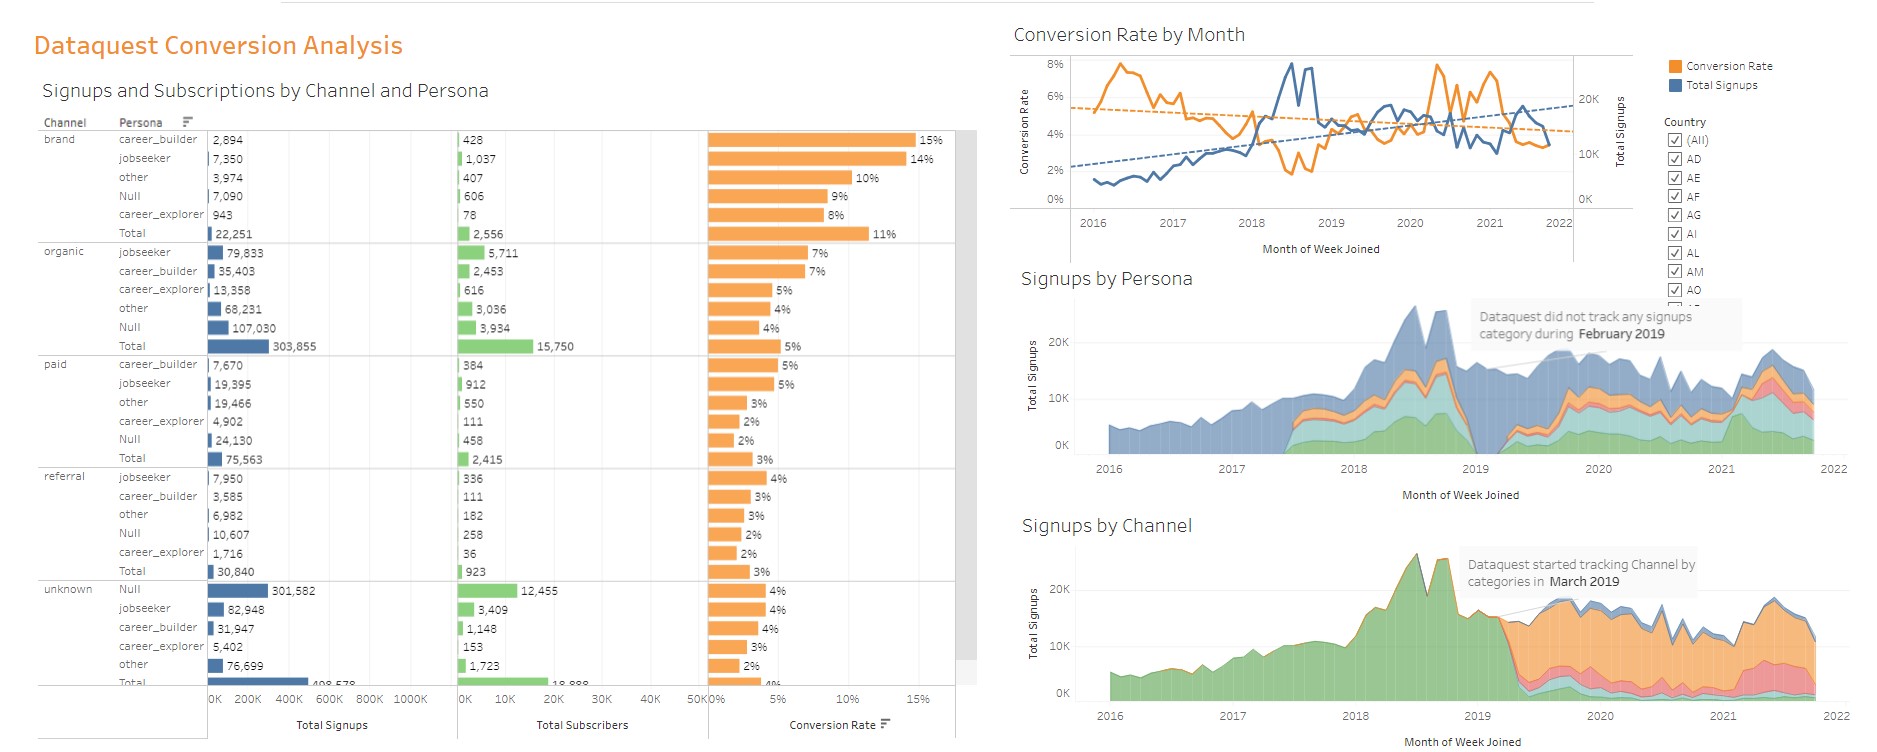 Dataquest Conversion Analysis
Signups and Subscriptions by Channel and Persona
Channel Persona
brand career_builder 2,894 428 15%
jobseeker 7,350 1,037 14%
other 3,974 407 10%
Null 7,090 606 9%
career_explorer 943 78 8%
Total 22,251 2,556 11%
organic jobseeker 79,833 5,711 7%
career_builder 35,403 2,453 7%
career_explorer 13,358 616 5%
other 68,231 3,036 4%
Null 107,030 3,934 4%
Total 303,855 15,750 5%
paid career_builder 7,670 384 5%
jobseeker 19,395 912 5%
other 19,466 550 3%
career_explorer 4,902 111 2%
Null 24,130 458 2%
Total 75,563 2,415 3%
referral jobseeker 7,950 336 4%
career_builder 3,585 111 3%
other 6,982 182 3%
Null 10,607 258 2%
career_explorer 1,716 36 2%
Total 30,840 923 3%
unknown Null 301,582 12,455 4%
jobseeker 82,948 3,409 4%
career_builder 31,947 1,148 4%
career_explorer 5,402 153 3%
other 76,699 1,723 2%
Total 498,578 18,888 4%
0K 200K 400K 600K 800K 1000K 0K 10K 20K 30K 40K 50K 0% 5% 10% 15%
Total Signups Total Subscribers Conversion Rate
Conversion Rate by Month
8%
6%
4%
2%
0%
Conversion Rate
20K
10K
0K
Total Signups
2016 2017 2018 2019 2020 2021 2022
Month of Week Joined
Conversion Rate
Total Signups
Country
(All)
AD
AE
AF
AG
AI
AL
AM
AO
Signups by Persona
Dataquest did not track any signups
category during February 2019
20K
10K
0K
Total Signups
2016 2017 2018 2019 2020 2021 2022
Month of Week Joined
Signups by Channel
Dataquest started tracking Channel by
categories in March 2019
20K
10K
0K
Total Signups
2016 2017 2018 2019 2020 2021 2022
Month of Week Joined